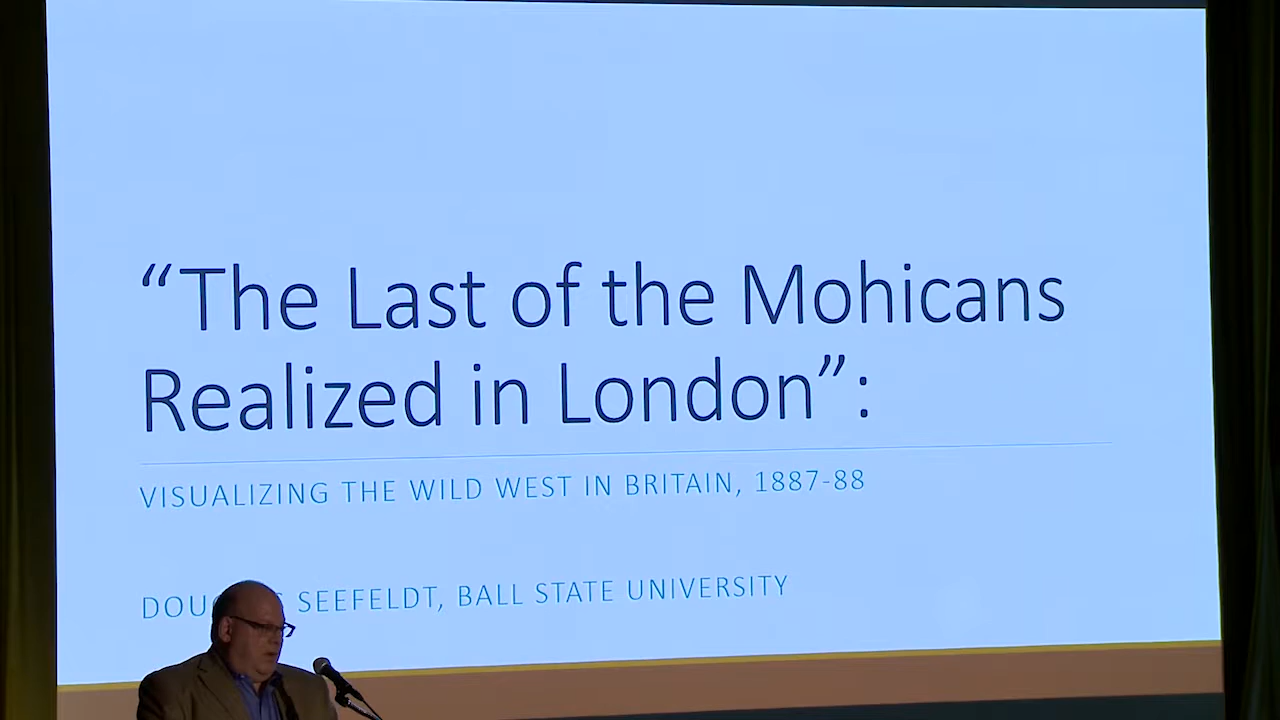 “The Last of the Mohicans
Realized in London”:
VISUALIZING THE WILD WEST IN BRITAIN, 1887-88
SEEFELDT, BALL STATE UNIVERSITY